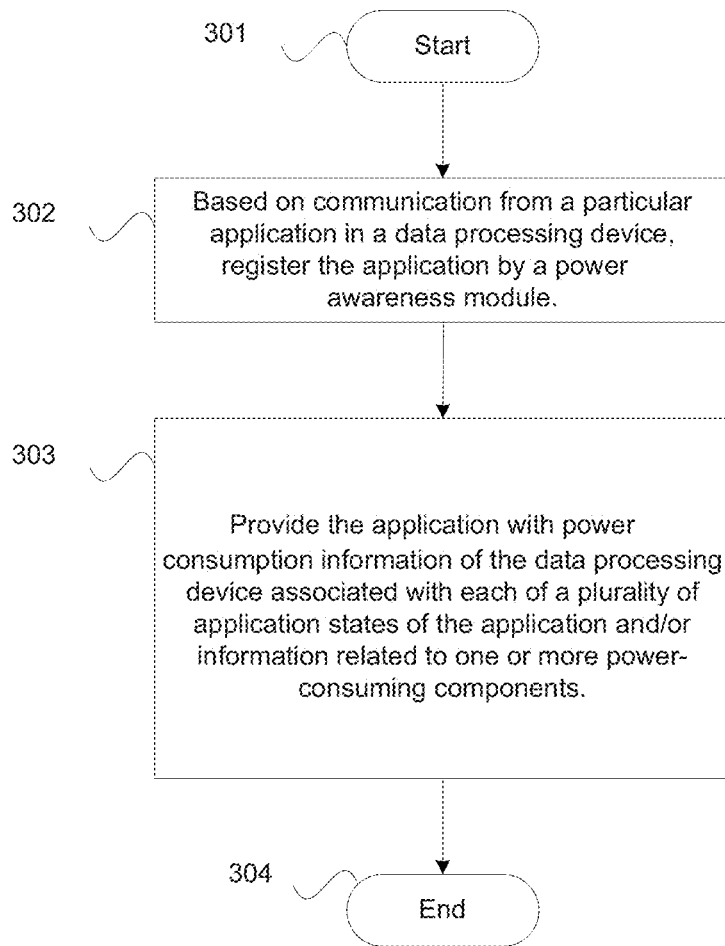 301
Start
302
Based on communication from a particular
application in a data processing device,
register the application by a power
awareness module.
303
Provide the application with power
consumption information of the data processing
device associated with each of a plurality of
application states of the application and/or
information related to one or more power-
consuming components.
304
End